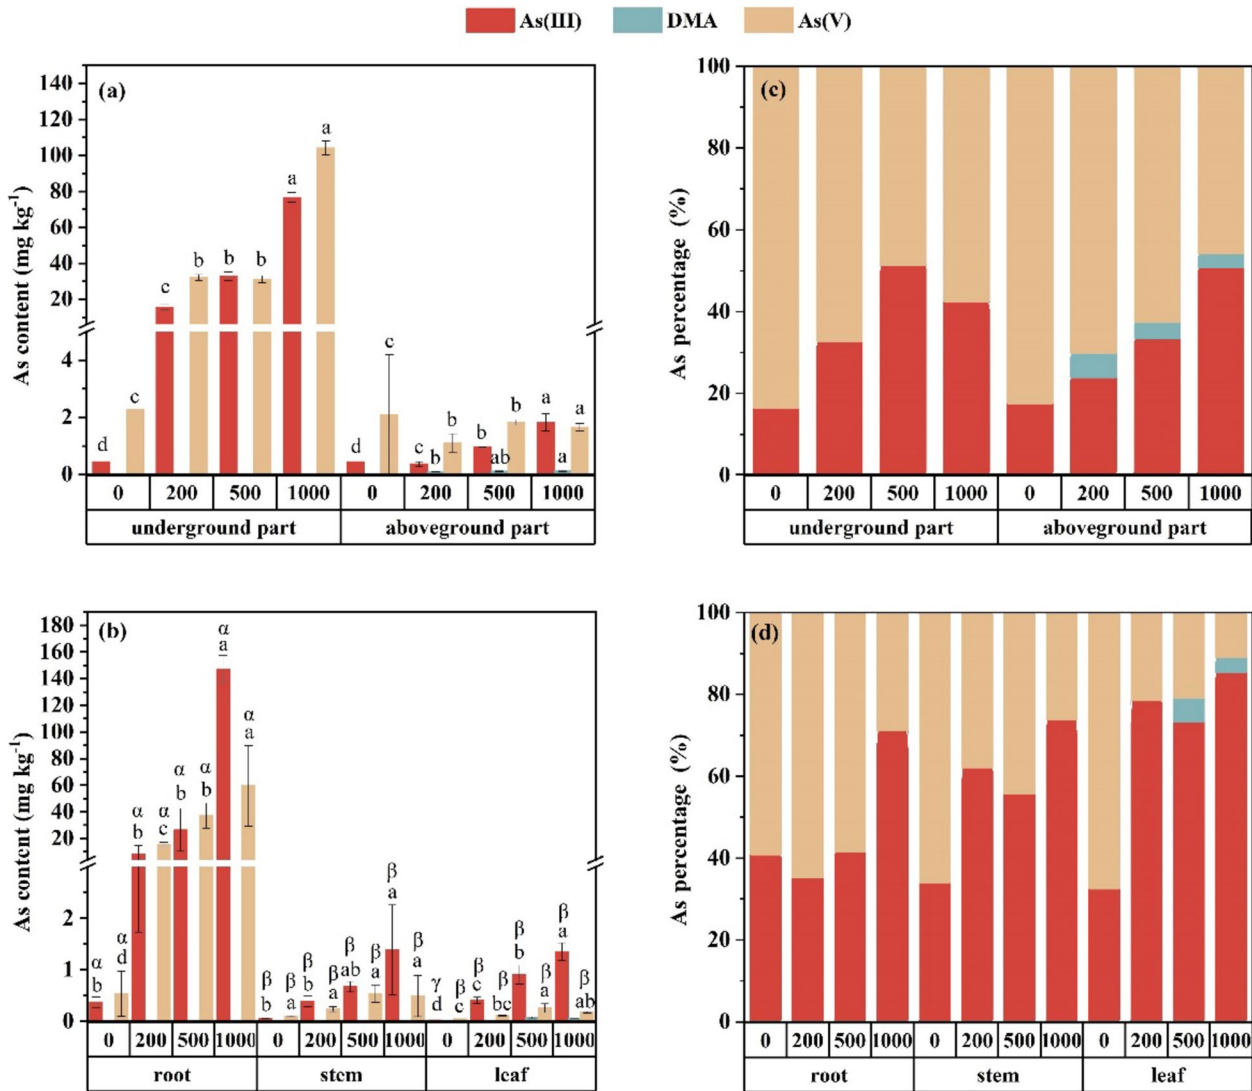 As(III) DMA As(V)
(a)
As content (mg kg⁻¹)
140
120
100
80
60
40
20
4
2
0
d c c b b b a a d c c b b b ab b a a a
0 200 500 1000 0 200 500 1000
underground part aboveground part
(c)
As percentage (%)
100
80
60
40
20
0
0 200 500 1000 0 200 500 1000
underground part aboveground part
(b)
As content (mg kg⁻¹)
180
160
140
120
100
80
60
40
20
2
1
0
α α α α α α α α β β β β β β β β γ β β β β β β β
b d b c b b a a b a b a ab a a a d c c bc b a a ab
0 200 500 1000 0 200 500 1000 0 200 500 1000
root stem leaf
(d)
As percentage (%)
100
80
60
40
20
0
0 200 500 1000 0 200 500 1000 0 200 500 1000
root stem leaf